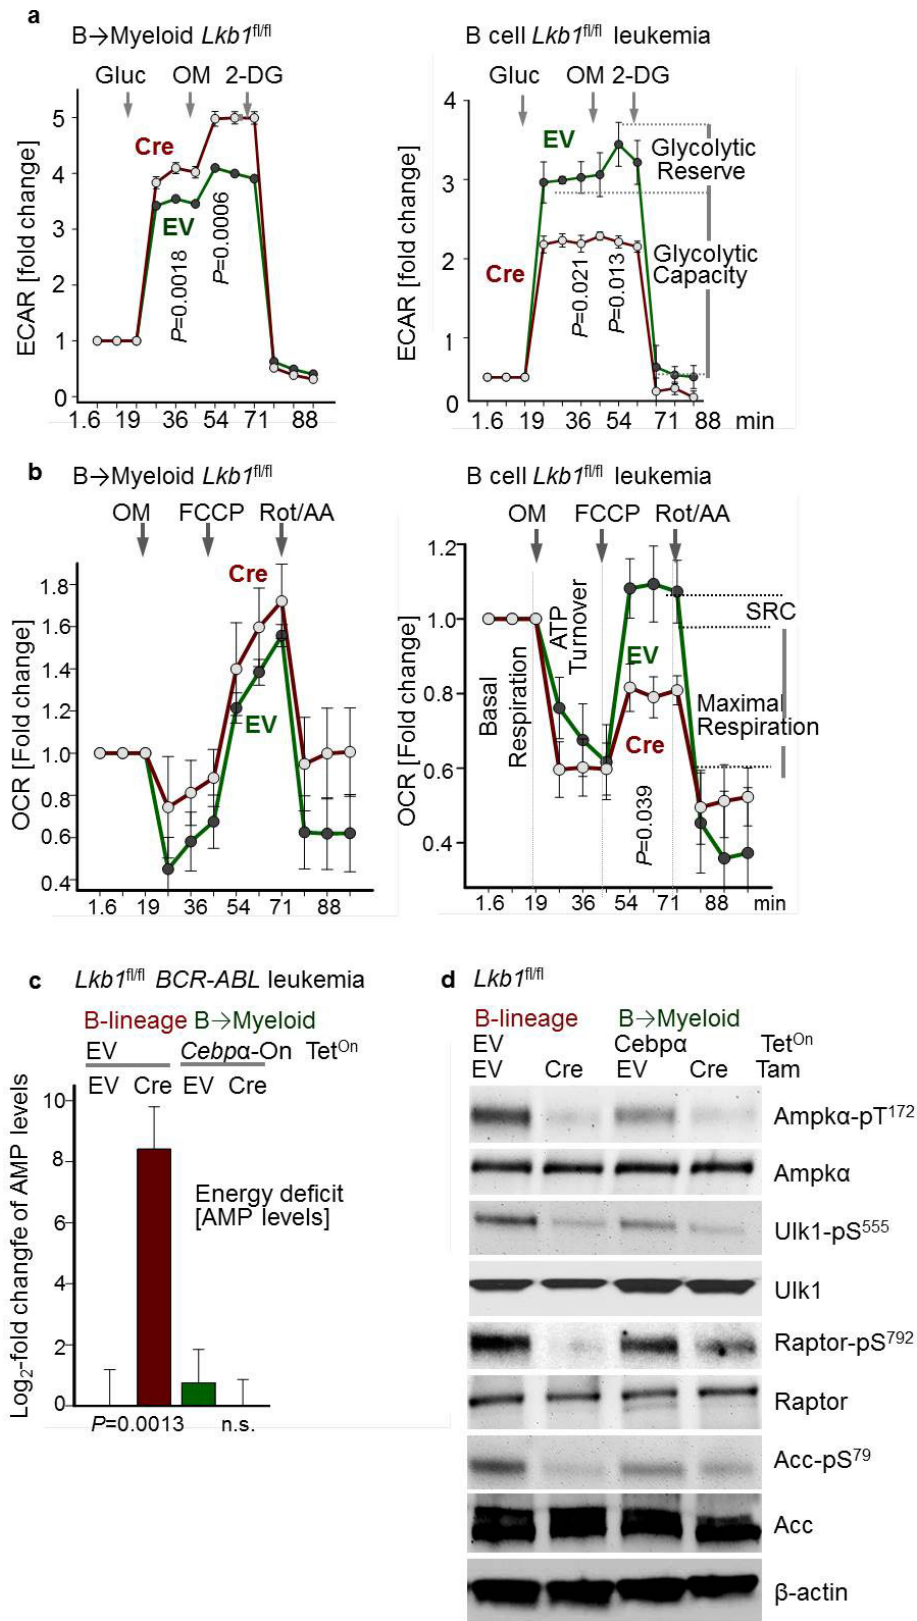 a
B→Myeloid Lkb1fl/fl
Gluc OM 2-DG
ECAR [fold change]
5
4
3
2
1
0
Cre
EV
P=0.0018
P=0.0006
1.6 19 36 54 71 88
B cell Lkb1fl/fl leukemia
Gluc OM 2-DG
ECAR [fold change]
4
3
2
1
0
EV
Cre
P=0.021
P=0.013
Glycolytic
Reserve
Glycolytic
Capacity
1.6 19 36 54 71 88 min
b
B→Myeloid Lkb1fl/fl
OM FCCP Rot/AA
OCR [Fold change]
1.8
1.6
1.4
1.2
1.0
0.8
0.6
0.4
Cre
EV
1.6 19 36 54 71 88
B cell Lkb1fl/fl leukemia
OM FCCP Rot/AA
OCR [Fold change]
1.2
1.0
0.8
0.6
0.4
Basal
Respiration
ATP
Turnover
EV
Cre
P=0.039
SRC
Maximal
Respiration
1.6 19 36 54 71 88 min
c
Lkb1fl/fl BCR-ABL leukemia
B-lineage B→Myeloid
EV Cebpα-On TetOn
EV Cre EV Cre
Log2-fold changfe of AMP levels
10
8
6
4
2
0
Energy deficit
[AMP levels]
P=0.0013 n.s.
d
Lkb1fl/fl
B-lineage B→Myeloid
EV Cebpα TetOn
EV Cre EV Cre Tam
Ampkα-pT172
Ampkα
Ulk1-pS555
Ulk1
Raptor-pS792
Raptor
Acc-pS79
Acc
β-actin